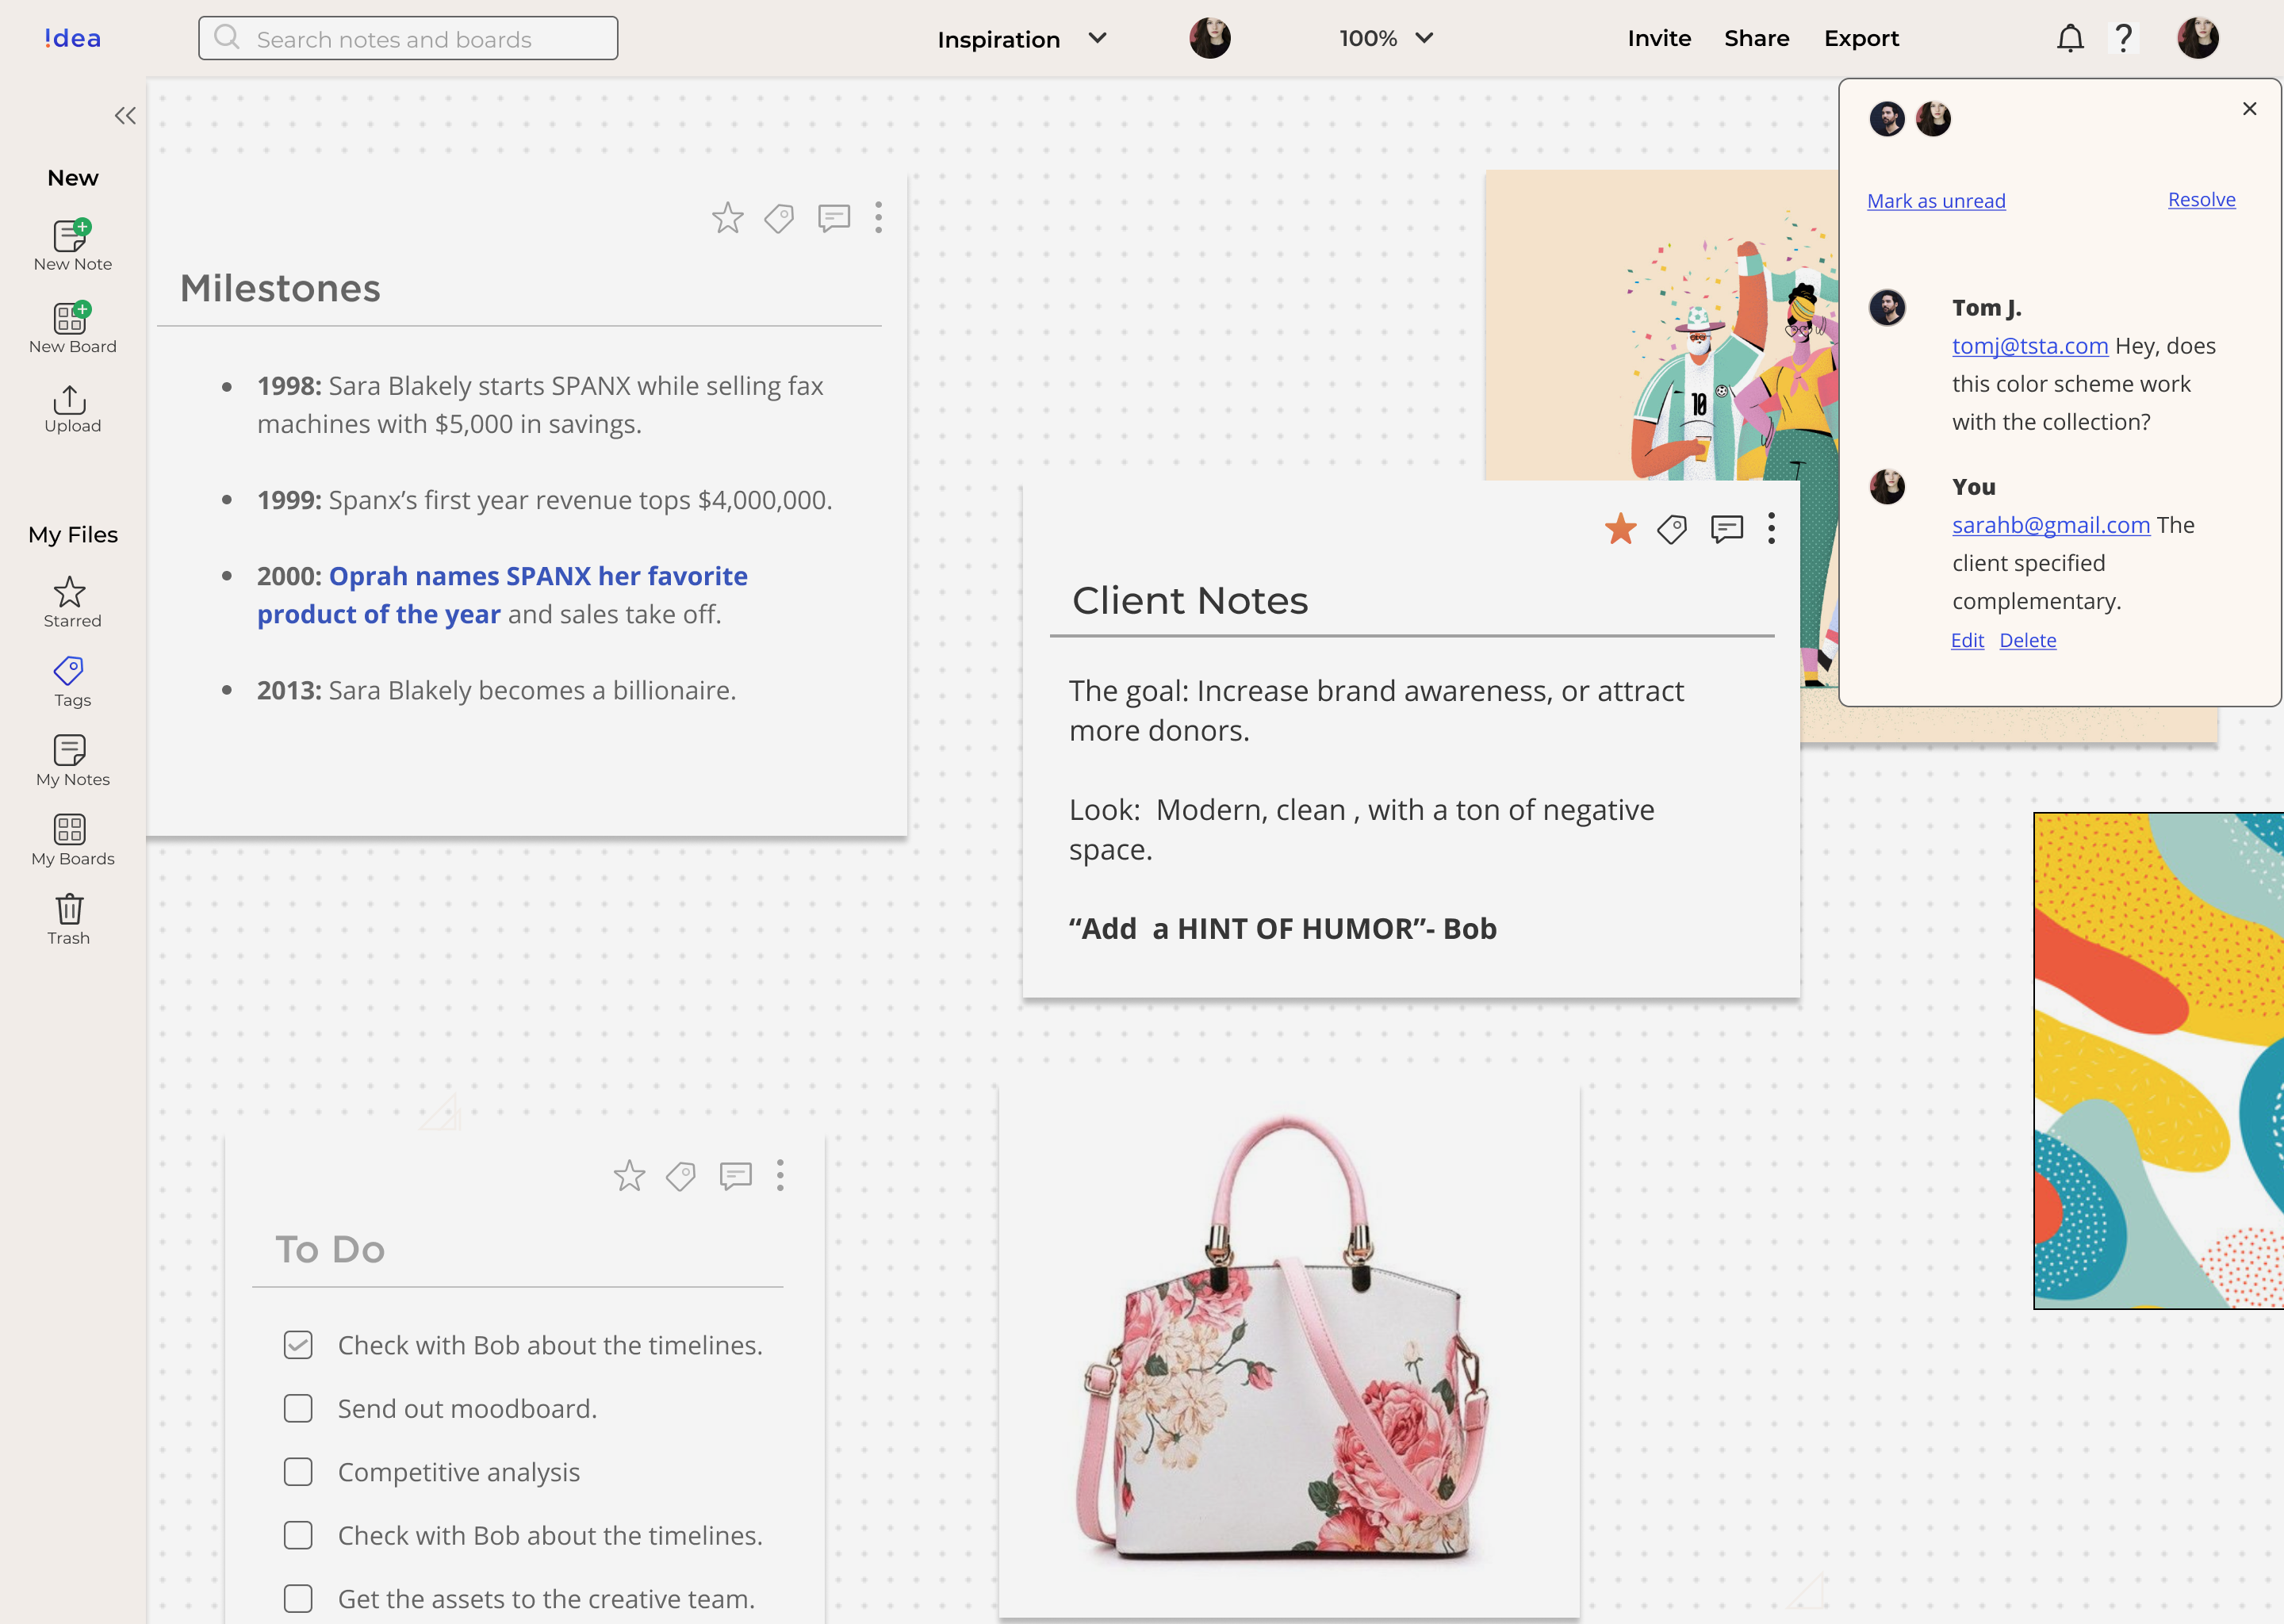 !dea
Search notes and boards
Inspiration
100%
Invite
Share
Export
?
New
New Note
New Board
Upload
My Files
Starred
Tags
My Notes
My Boards
Trash
Milestones
1998: Sara Blakely starts SPANX while selling fax
machines with $5,000 in savings.
1999: Spanx’s first year revenue tops $4,000,000.
2000: Oprah names SPANX her favorite
product of the year and sales take off.
2013: Sara Blakely becomes a billionaire.
10
Client Notes
The goal: Increase brand awareness, or attract
more donors.
Look:  Modern, clean , with a ton of negative
space.
“Add  a HINT OF HUMOR”- Bob
Mark as unread
Resolve
Tom J.
tomj@tsta.com Hey, does
this color scheme work
with the collection?
You
sarahb@gmail.com The
client specified
complementary.
Edit
Delete
To Do
Check with Bob about the timelines.
Send out moodboard.
Competitive analysis
Check with Bob about the timelines.
Get the assets to the creative team.